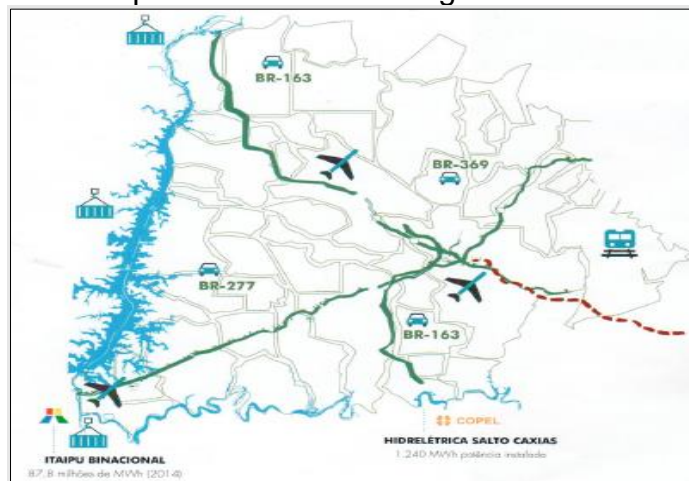 BR-163
BR-369
BR-277
BR-163
COPEL
ITAIPU BINACIONAL
87,8 milhões de MWh (2014)
HIDRELÉTRICA SALTO CAXIAS
1.240 MWh potência instalada